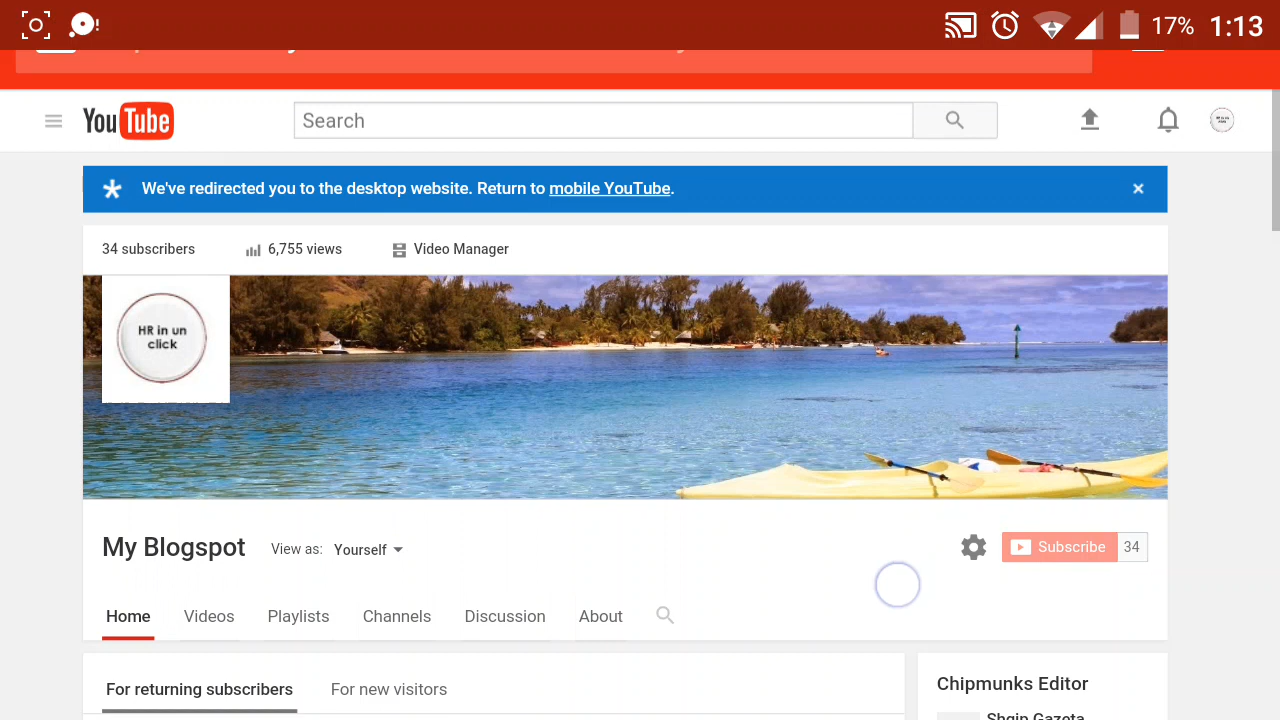 17% 1:13
YouTube
Search
We've redirected you to the desktop website. Return to mobile YouTube.
34 subscribers 6,755 views Video Manager
HR in un
click
My Blogspot View as: Yourself
Subscribe 34
Home Videos Playlists Channels Discussion About
For returning subscribers For new visitors
Chipmunks Editor
Shqip Gazeta